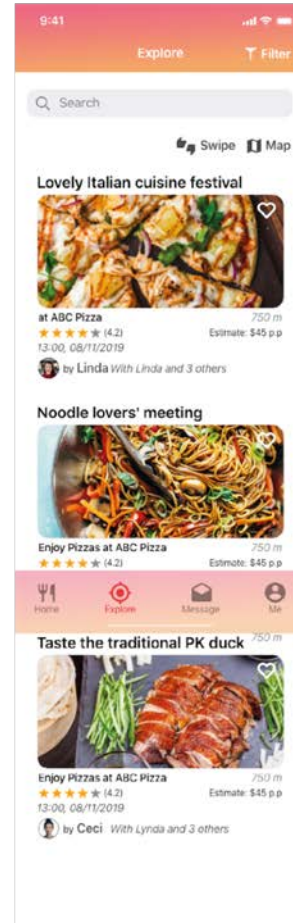 9:41
Explore
Filter
Search
Swipe Map
Lovely Italian cuisine festival
at ABC Pizza 750 m
(4.2) Estimate: $45 p.p
13:00, 08/11/2019
by Linda With Linda and 3 others
Noodle lovers' meeting
Enjoy Pizzas at ABC Pizza 750 m
(4.2) Estimate: $45 p.p
Home Explore Message Me
Taste the traditional PK duck 750 m
Enjoy Pizzas at ABC Pizza 750 m
(4.2) Estimate: $45 p.p
13:00, 08/11/2019
by Ceci With Lynda and 3 others